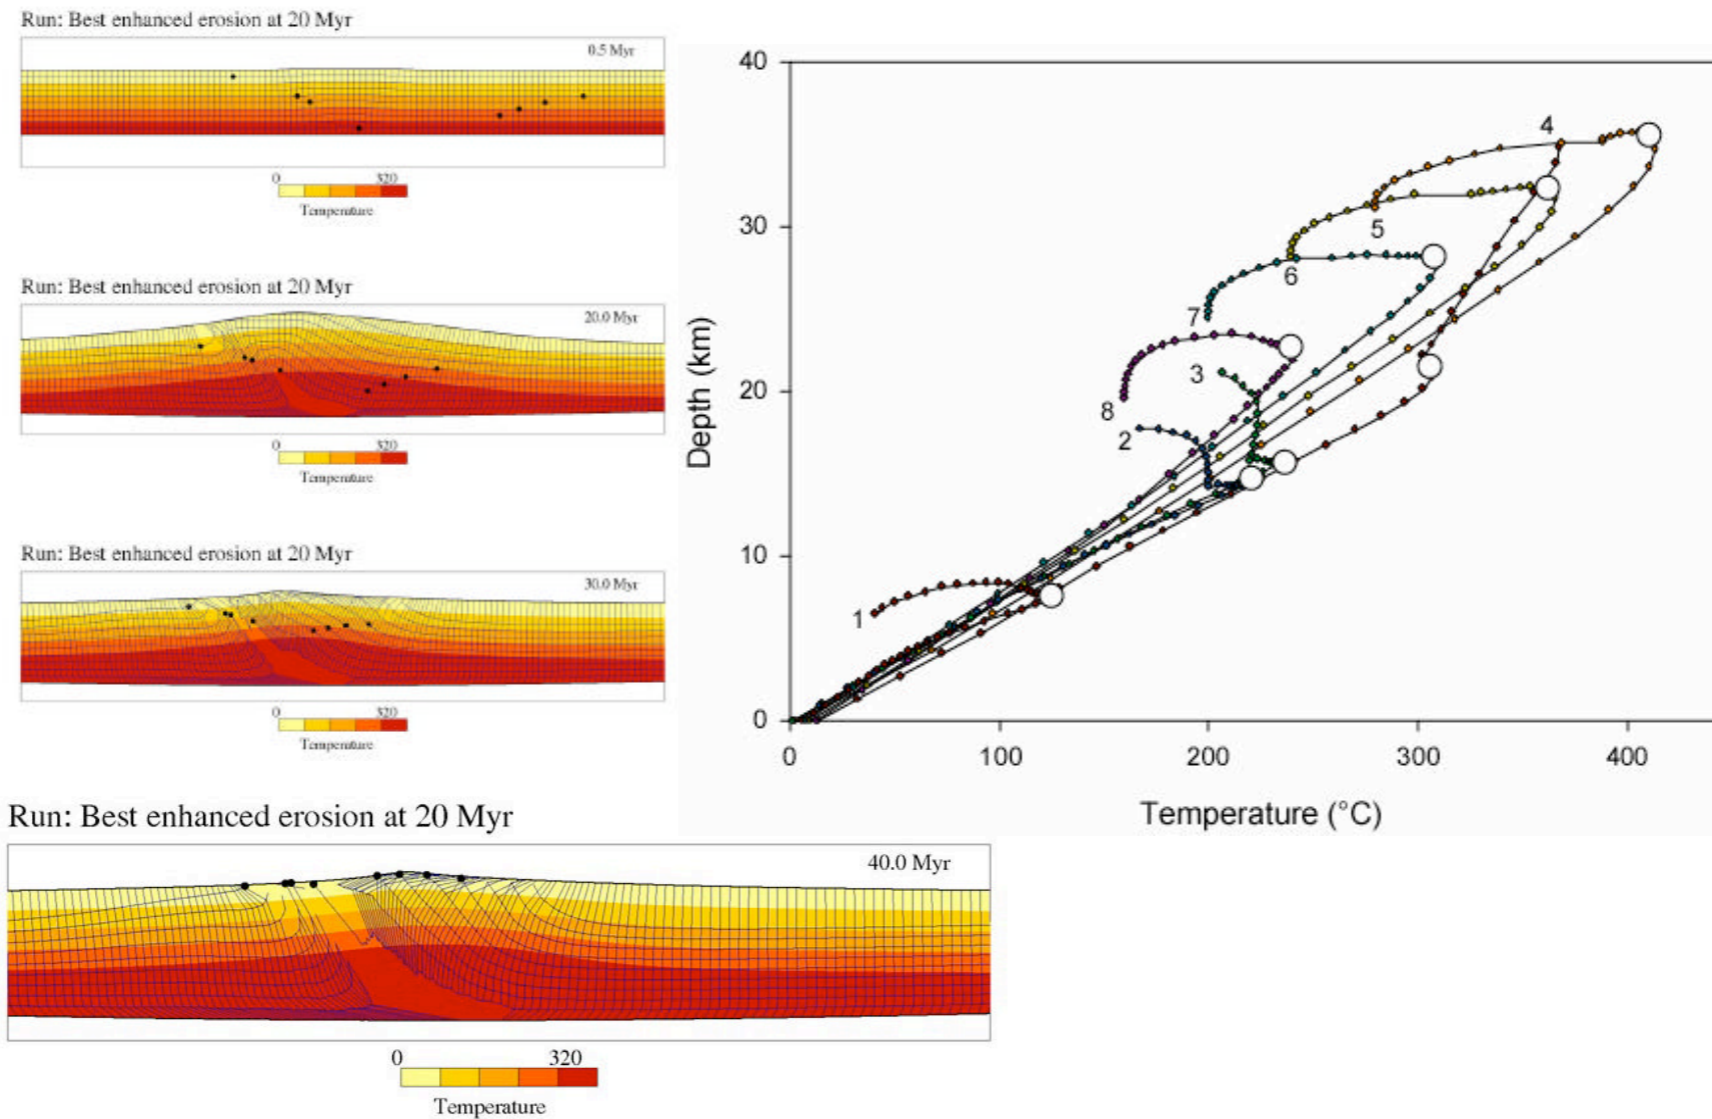 Run: Best enhanced erosion at 20 Myr
0.5 Myr
0 320
Temperature
Run: Best enhanced erosion at 20 Myr
20.0 Myr
0 320
Temperature
Run: Best enhanced erosion at 20 Myr
30.0 Myr
0 320
Temperature
40
30
20
10
0
Depth (km)
4
5
6
7
3
8
2
1
0 100 200 300 400
Temperature (°C)
Run: Best enhanced erosion at 20 Myr
40.0 Myr
0 320
Temperature